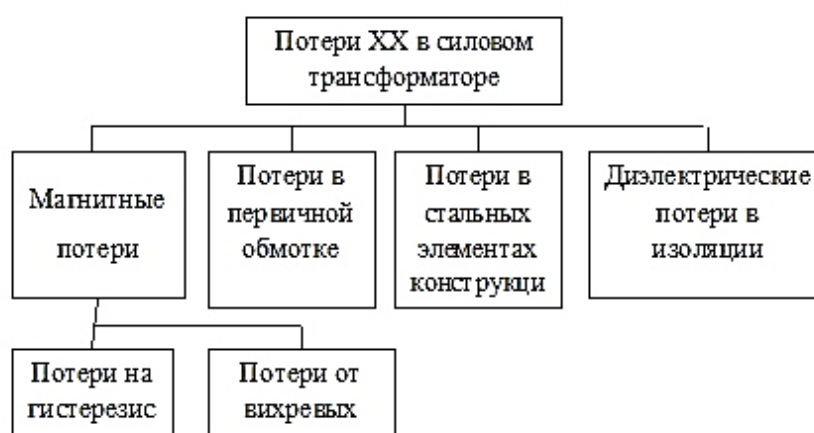 Потери ХХ в силовом
трансформаторе
Магнитные
потери
Потери в
первичной
обмотке
Потери в
стальных
элементах
конструкци
Диэлектрические
потери в
изоляции
Потери на
гистерезис
Потери от
вихревых